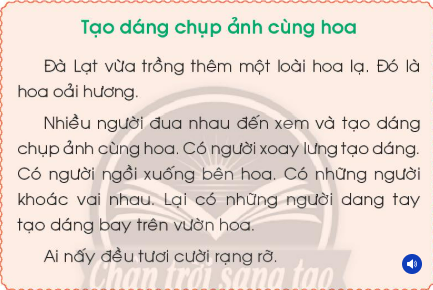 Tạo dáng chụp ảnh cùng hoa
Đà Lạt vừa trồng thêm một loài hoa lạ. Đó là
hoa oải hương.
Nhiều người đua nhau đến xem và tạo dáng
chụp ảnh cùng hoa. Có người xoay lưng tạo dáng.
Có người ngồi xuống bên hoa. Có những người
khoác vai nhau. Lại có những người dang tay
tạo dáng bay trên vườn hoa.
Ai nấy đều tươi cười rạng rỡ.
Chân trời sáng tạo